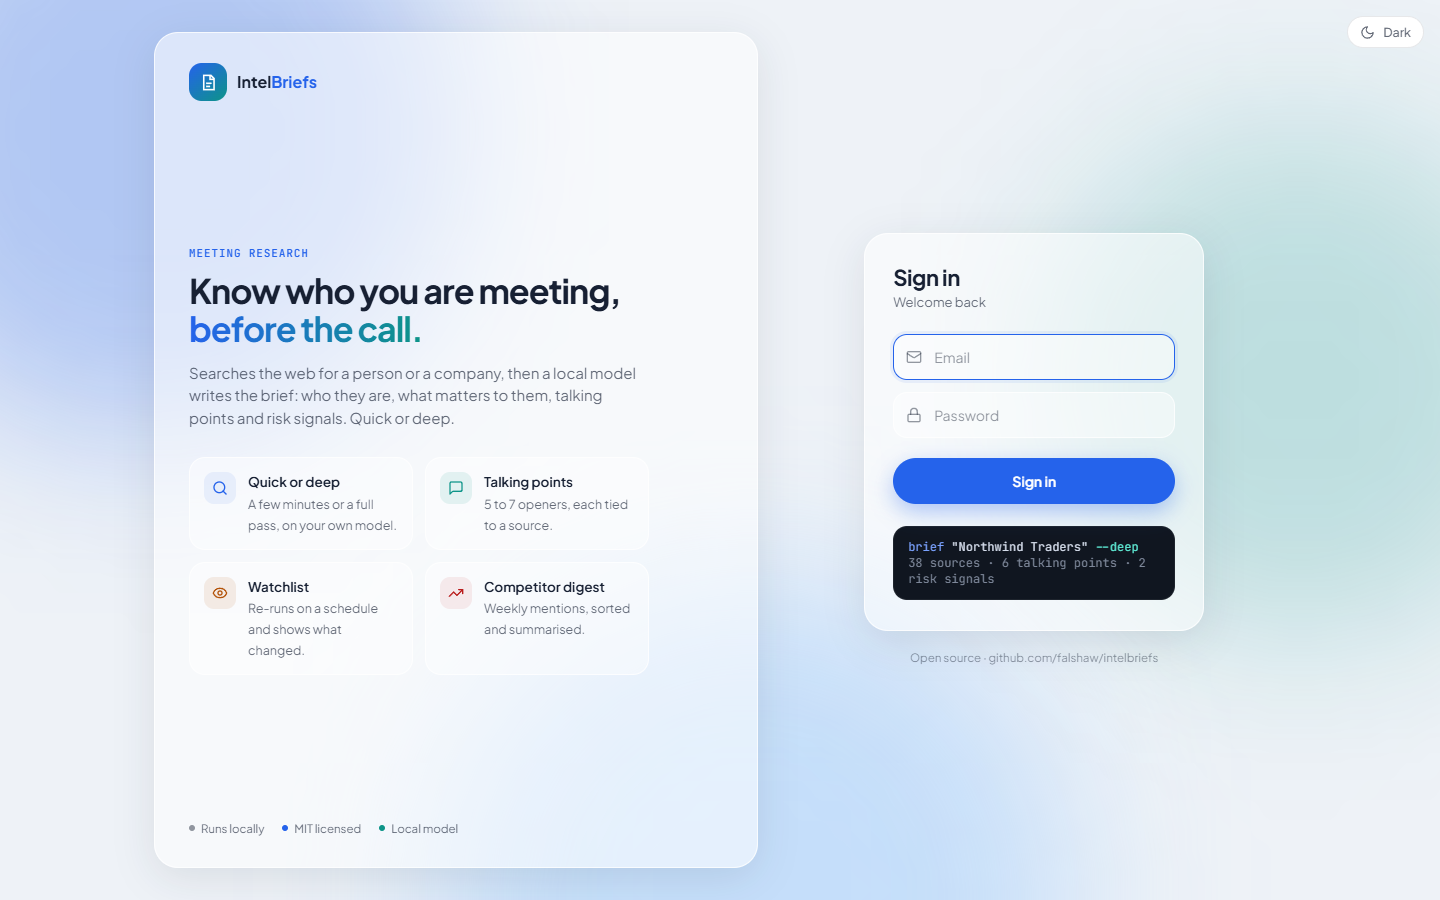 Dark
IntelBriefs
MEETING RESEARCH
Know who you are meeting,
before the call.
Searches the web for a person or a company, then a local model
writes the brief: who they are, what matters to them, talking
points and risk signals. Quick or deep.
Quick or deep
A few minutes or a full
pass, on your own model.
Talking points
5 to 7 openers, each tied
to a source.
Watchlist
Re-runs on a schedule
and shows what
changed.
Competitor digest
Weekly mentions, sorted
and summarised.
Runs locally
MIT licensed
Local model
Sign in
Welcome back
Email
Password
Sign in
brief "Northwind Traders" --deep
38 sources · 6 talking points · 2
risk signals
Open source · github.com/falshaw/intelbriefs